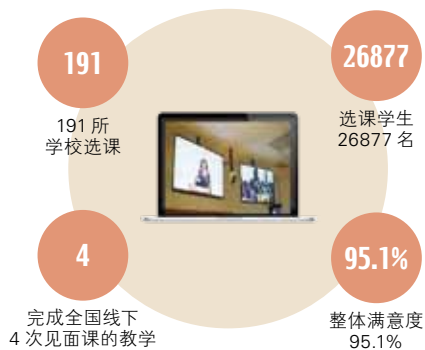 191
191 所
学校选课
26877
选课学生
26877 名
4
完成全国线下
4 次见面课的教学
95.1%
整体满意度
95.1%